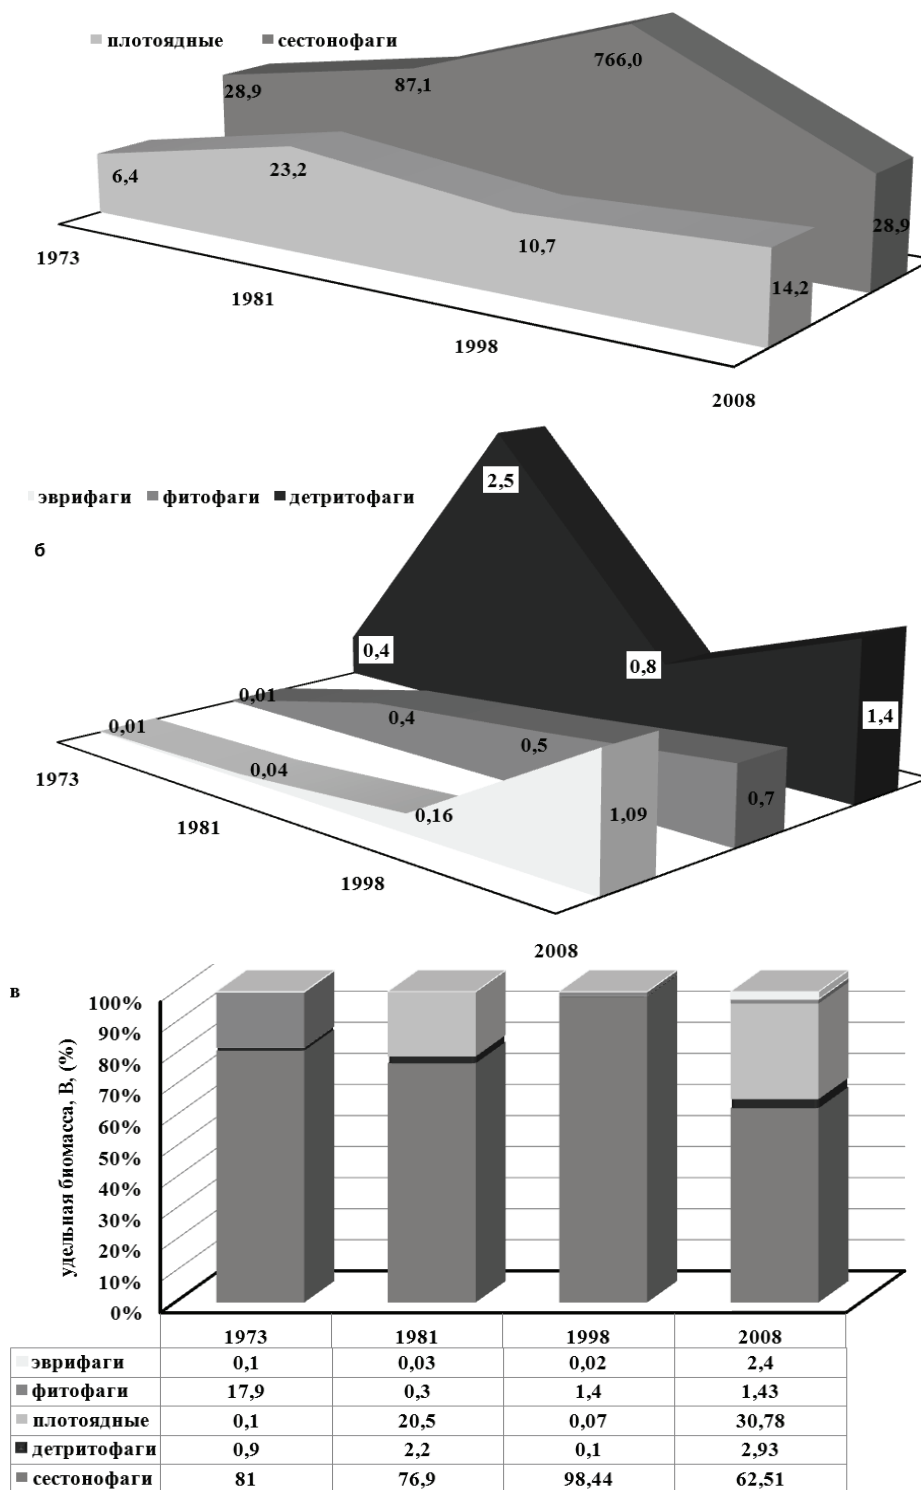 плотоядные сестонофаги
28,9 87,1 766,0 28,9
6,4 23,2 10,7 14,2
1973
1981
1998
2008
эврифаги фитофаги детритофаги
б
0,4 2,5 0,8 1,4
0,01 0,4 0,5 0,7
0,01 0,04 0,16 1,09
1973
1981
1998
2008
в
удельная биомасса, В, (%)
100%
90%
80%
70%
60%
50%
40%
30%
20%
10%
0%
1973 1981 1998 2008
эврифаги 0,1 0,03 0,02 2,4
фитофаги 17,9 0,3 1,4 1,43
плотоядные 0,1 20,5 0,07 30,78
детритофаги 0,9 2,2 0,1 2,93
сестонофаги 81 76,9 98,44 62,51